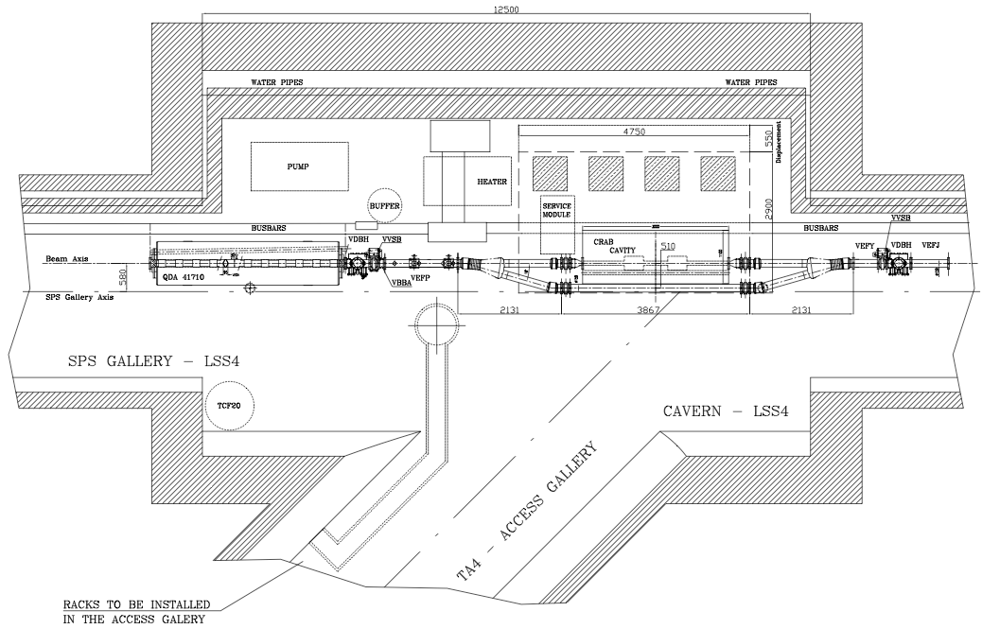 12500
WATER PIPES
WATER PIPES
4750
550
Displacement
PUMP
HEATER
BUFFER
SERVICE
MODULE
2900
BUSBARS
BUSBARS
VDBH
VVSB
VVSB
CRAB
CAVITY
510
VEFY
VDBH
VEFJ
Beam Axis
580
QDA 41710
VBBA
VEFP
SPS Gallery Axis
2131
3867
2131
SPS GALLERY - LSS4
TCF20
CAVERN - LSS4
TA4 - ACCESS GALLERY
RACKS TO BE INSTALLED
IN THE ACCESS GALERY